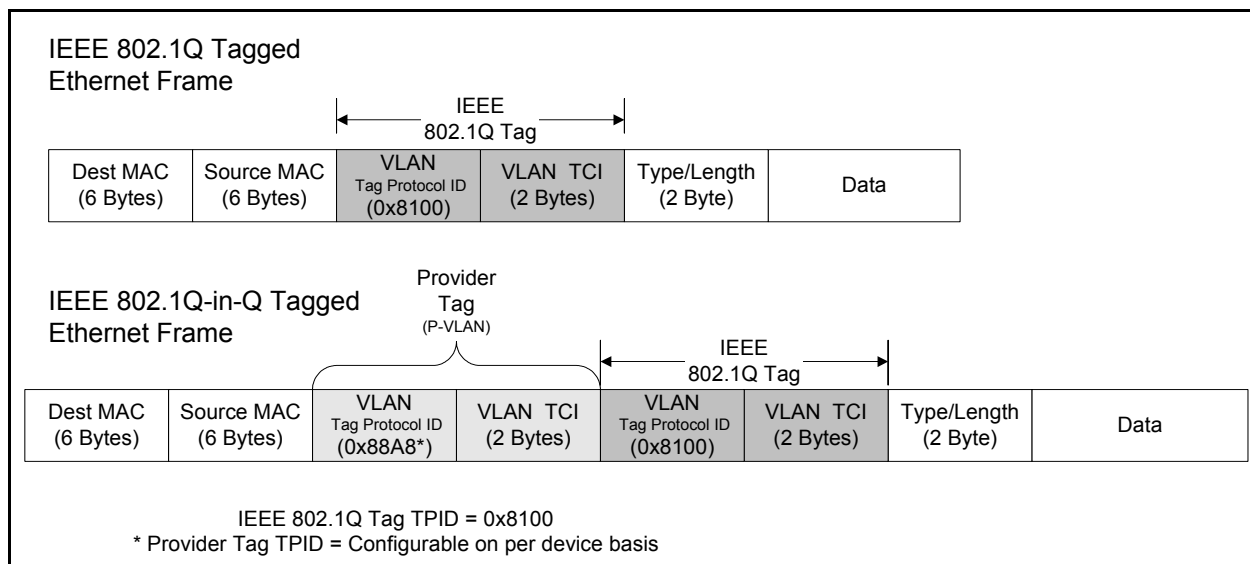 IEEE 802.1Q Tagged
Ethernet Frame
IEEE
802.1Q Tag
Dest MAC
(6 Bytes)
Source MAC
(6 Bytes)
VLAN
Tag Protocol ID
(0x8100)
VLAN TCI
(2 Bytes)
Type/Length
(2 Byte)
Data
IEEE 802.1Q-in-Q Tagged
Ethernet Frame
Provider
Tag
(P-VLAN)
IEEE
802.1Q Tag
Dest MAC
(6 Bytes)
Source MAC
(6 Bytes)
VLAN
Tag Protocol ID
(0x88A8*)
VLAN TCI
(2 Bytes)
VLAN
Tag Protocol ID
(0x8100)
VLAN TCI
(2 Bytes)
Type/Length
(2 Byte)
Data
IEEE 802.1Q Tag TPID = 0x8100
* Provider Tag TPID = Configurable on per device basis